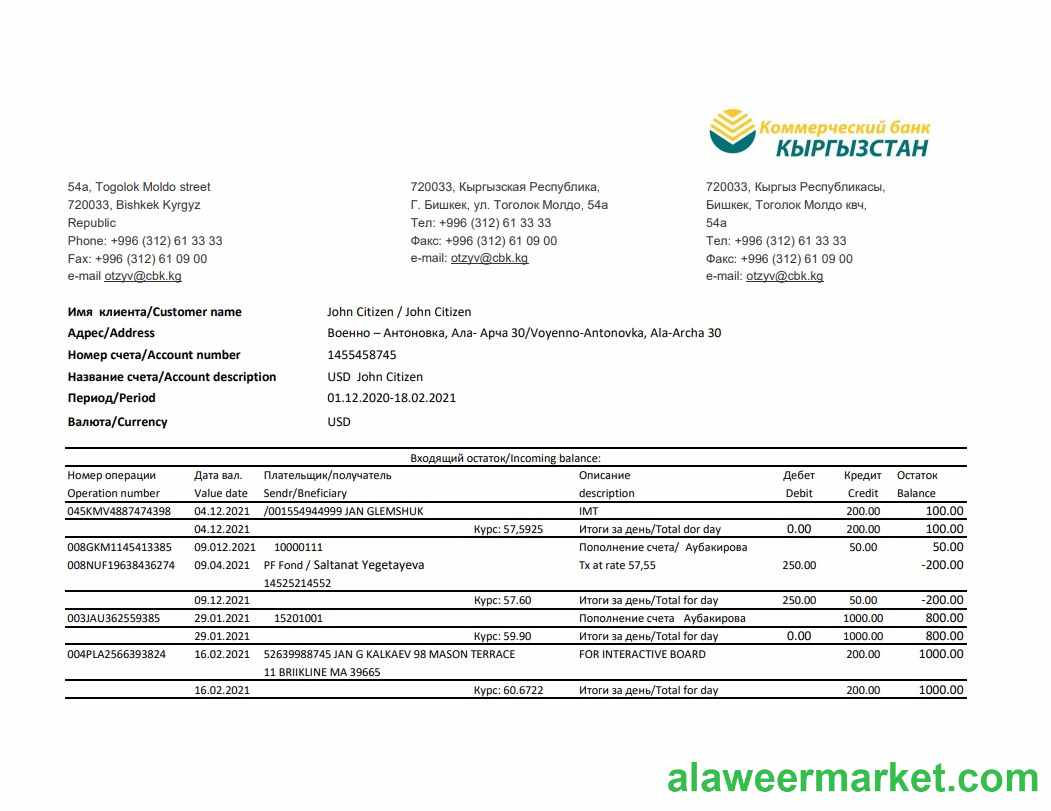 Коммерческий банк
КЫРГЫЗСТАН
54a, Togolok Moldo street
720033, Bishkek Kyrgyz
Republic
Phone: +996 (312) 61 33 33
Fax: +996 (312) 61 09 00
e-mail otzyv@cbk.kg
720033, Кыргызская Республика,
Г. Бишкек, ул. Тоголок Молдо, 54а
Тел: +996 (312) 61 33 33
Факс: +996 (312) 61 09 00
e-mail: otzyv@cbk.kg
720033, Кыргыз Республикасы,
Бишкек, Тоголок Молдо квч,
54а
Тел: +996 (312) 61 33 33
Факс: +996 (312) 61 09 00
e-mail: otzyv@cbk.kg
Имя клиента/Customer name John Citizen / John Citizen
Адрес/Address Военно – Антоновка, Ала- Арча 30/Voyenno-Antonovka, Ala-Archa 30
Номер счета/Account number 1455458745
Название счета/Account description USD John Citizen
Период/Period 01.12.2020-18.02.2021
Валюта/Currency USD
Входящий остаток/Incoming balance:
Номер операции Дата вал. Плательщик/получатель Описание Дебет Кредит Остаток
Operation number Value date Sendr/Bneficiary description Debit Credit Balance
045KMV4887474398 04.12.2021 /001554944999 JAN GLEMSHUK IMT 200.00 100.00
04.12.2021 Курс: 57,5925 Итоги за день/Total dor day 0.00 200.00 100.00
008GKM1145413385 09.012.2021 10000111 Пополнение счета/ Аубакирова 50.00 50.00
008NUF19638436274 09.04.2021 PF Fond / Saltanat Yegetayeva Tx at rate 57,55 250.00 -200.00
14525214552
09.12.2021 Курс: 57.60 Итоги за день/Total for day 250.00 50.00 -200.00
003JAU362559385 29.01.2021 15201001 Пополнение счета Аубакирова 1000.00 800.00
29.01.2021 Курс: 59.90 Итоги за день/Total for day 0.00 1000.00 800.00
004PLA2566393824 16.02.2021 52639988745 JAN G KALKAEV 98 MASON TERRACE FOR INTERACTIVE BOARD 200.00 1000.00
11 BRIIKLINE MA 39665
16.02.2021 Курс: 60.6722 Итоги за день/Total for day 200.00 1000.00
alaweermarket.com